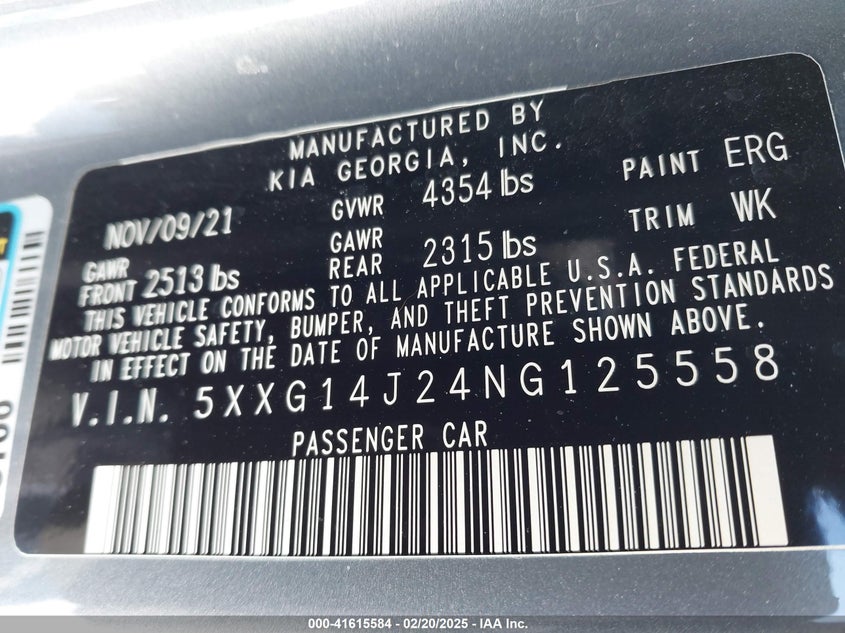 MANUFACTURED BY
KIA GEORGIA, INC.
NOV/09/21 GVWR 4354 lbs PAINT ERG
GAWR FRONT 2513 lbs GAWR REAR 2315 lbs TRIM WK
THIS VEHICLE CONFORMS TO ALL APPLICABLE U.S.A. FEDERAL
MOTOR VEHICLE SAFETY, BUMPER, AND THEFT PREVENTION STANDARDS
IN EFFECT ON THE DATE OF MANUFACTURE SHOWN ABOVE.
V.I.N. 5XXG14J24NG125558
PASSENGER CAR
000-41615584 / 02/20/2025 - IAA Inc.